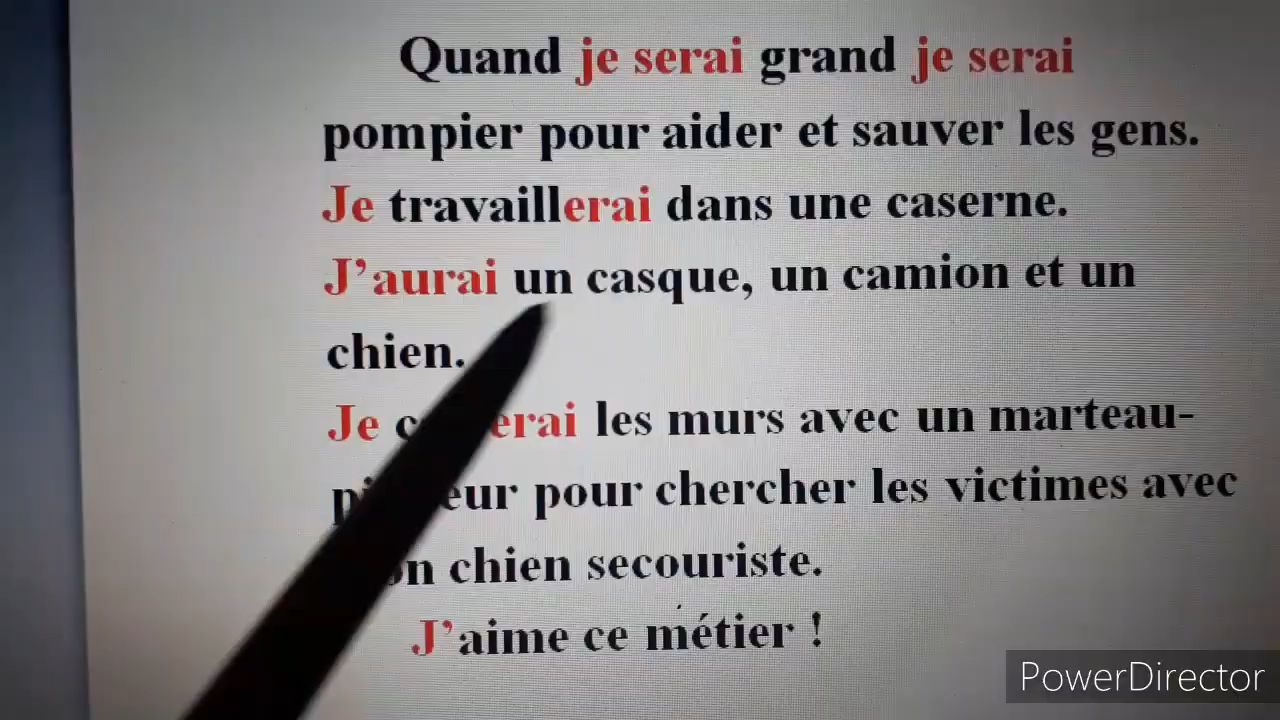 Quand je serai grand je serai
pompier pour aider et sauver les gens.
Je travaillerai dans une caserne.
J’aurai un casque, un camion et un
chien.
Je les murs avec un marteau-
pour chercher les victimes avec
chien secouriste.
J’aime ce métier !
PowerDirector